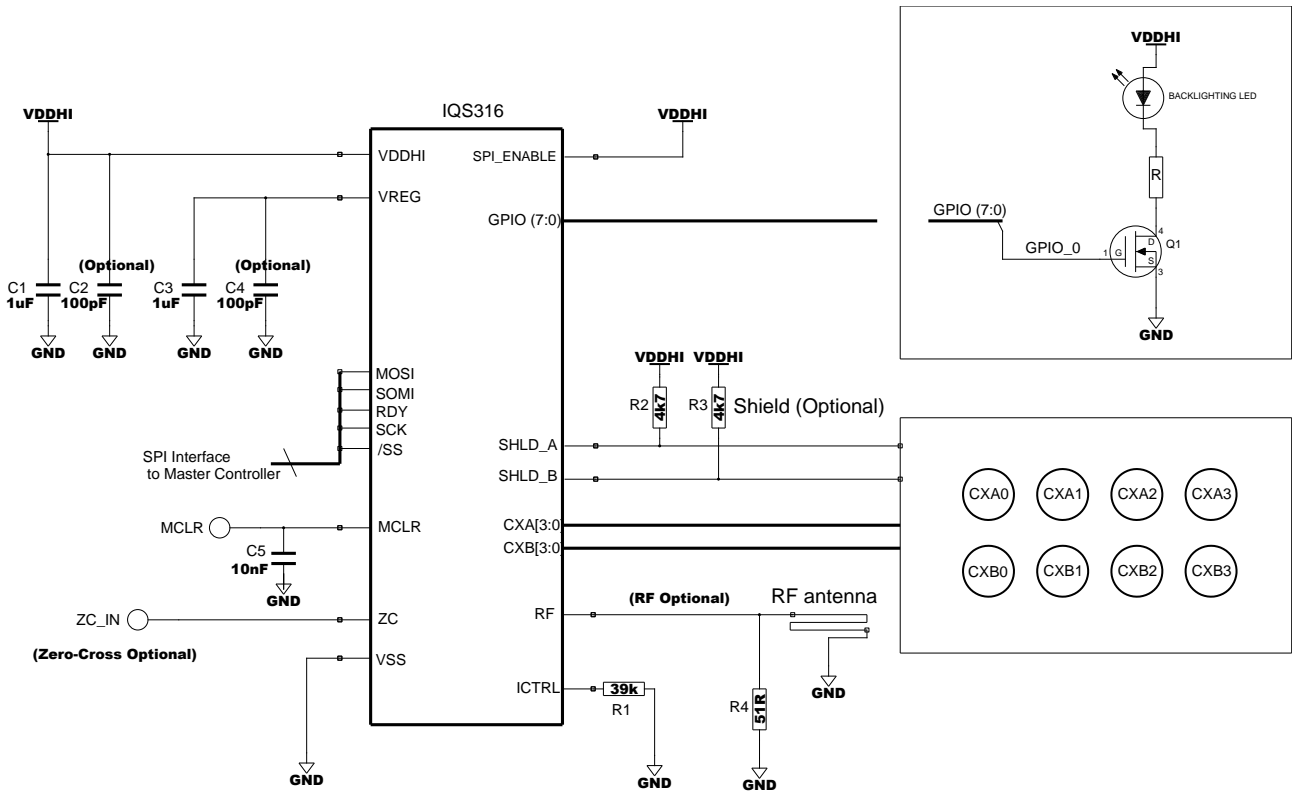 IQS316
VDDHI
VDDHI
SPI_ENABLE
VDDHI
VREG
GPIO (7:0)
VDDHI
(Optional)
(Optional)
C1
1uF
C2
100pF
C3
1uF
C4
100pF
GND
GND
GND
GND
MOSI
SOMI
RDY
SCK
/SS
SPI Interface
to Master Controller
MCLR
MCLR
C5
10nF
GND
ZC_IN
ZC
(Zero-Cross Optional)
VSS
GND
VDDHI
VDDHI
R2
4k7
R3
4k7
Shield (Optional)
SHLD_A
SHLD_B
CXA[3:0]
CXB[3:0]
RF
(RF Optional)
RF antenna
GND
ICTRL
39k
R1
GND
R4
51R
GND
VDDHI
BACKLIGHTING LED
R
GPIO (7:0)
GPIO_0
1
G
D
S
4
3
Q1
GND
CXA0
CXA1
CXA2
CXA3
CXB0
CXB1
CXB2
CXB3